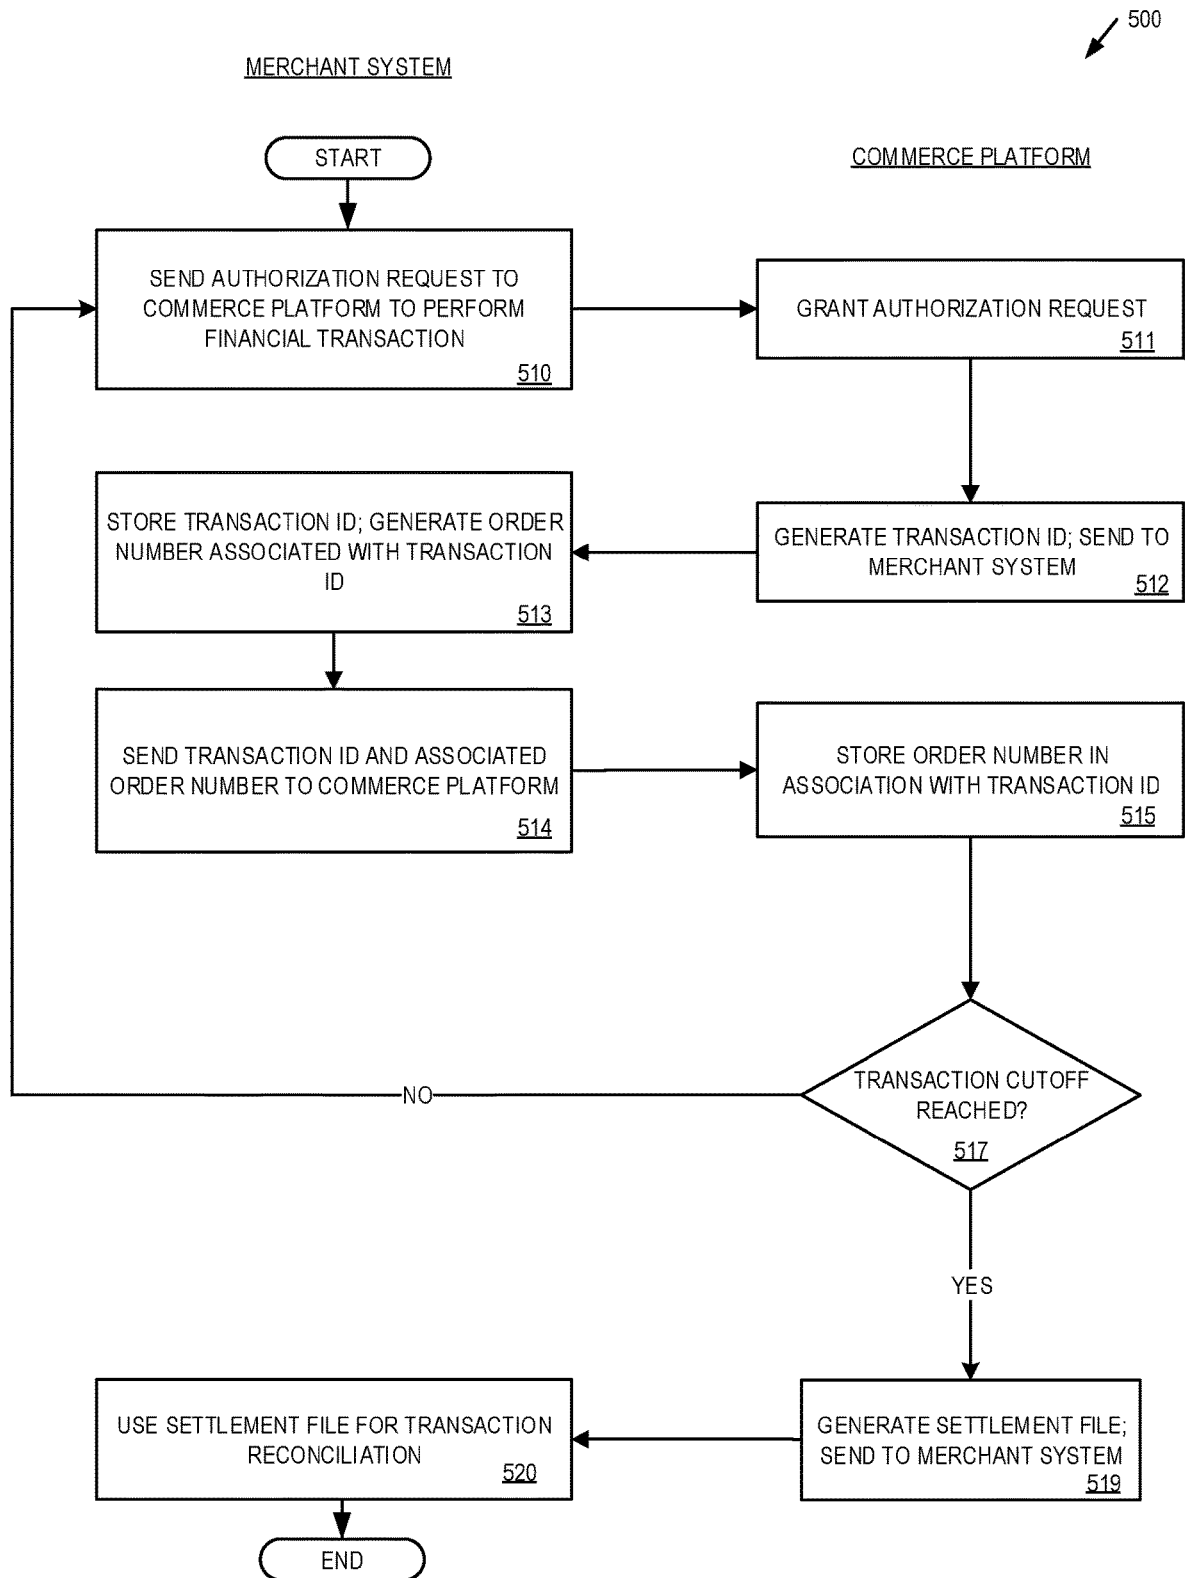 500
MERCHANT SYSTEM
COMMERCE PLATFORM
START
SEND AUTHORIZATION REQUEST TO
COMMERCE PLATFORM TO PERFORM
FINANCIAL TRANSACTION
510
GRANT AUTHORIZATION REQUEST
511
GENERATE TRANSACTION ID; SEND TO
MERCHANT SYSTEM
512
STORE TRANSACTION ID; GENERATE ORDER
NUMBER ASSOCIATED WITH TRANSACTION
ID
513
SEND TRANSACTION ID AND ASSOCIATED
ORDER NUMBER TO COMMERCE PLATFORM
514
STORE ORDER NUMBER IN
ASSOCIATION WITH TRANSACTION ID
515
TRANSACTION CUTOFF
REACHED?
517
NO
YES
GENERATE SETTLEMENT FILE;
SEND TO MERCHANT SYSTEM
519
USE SETTLEMENT FILE FOR TRANSACTION
RECONCILIATION
520
END